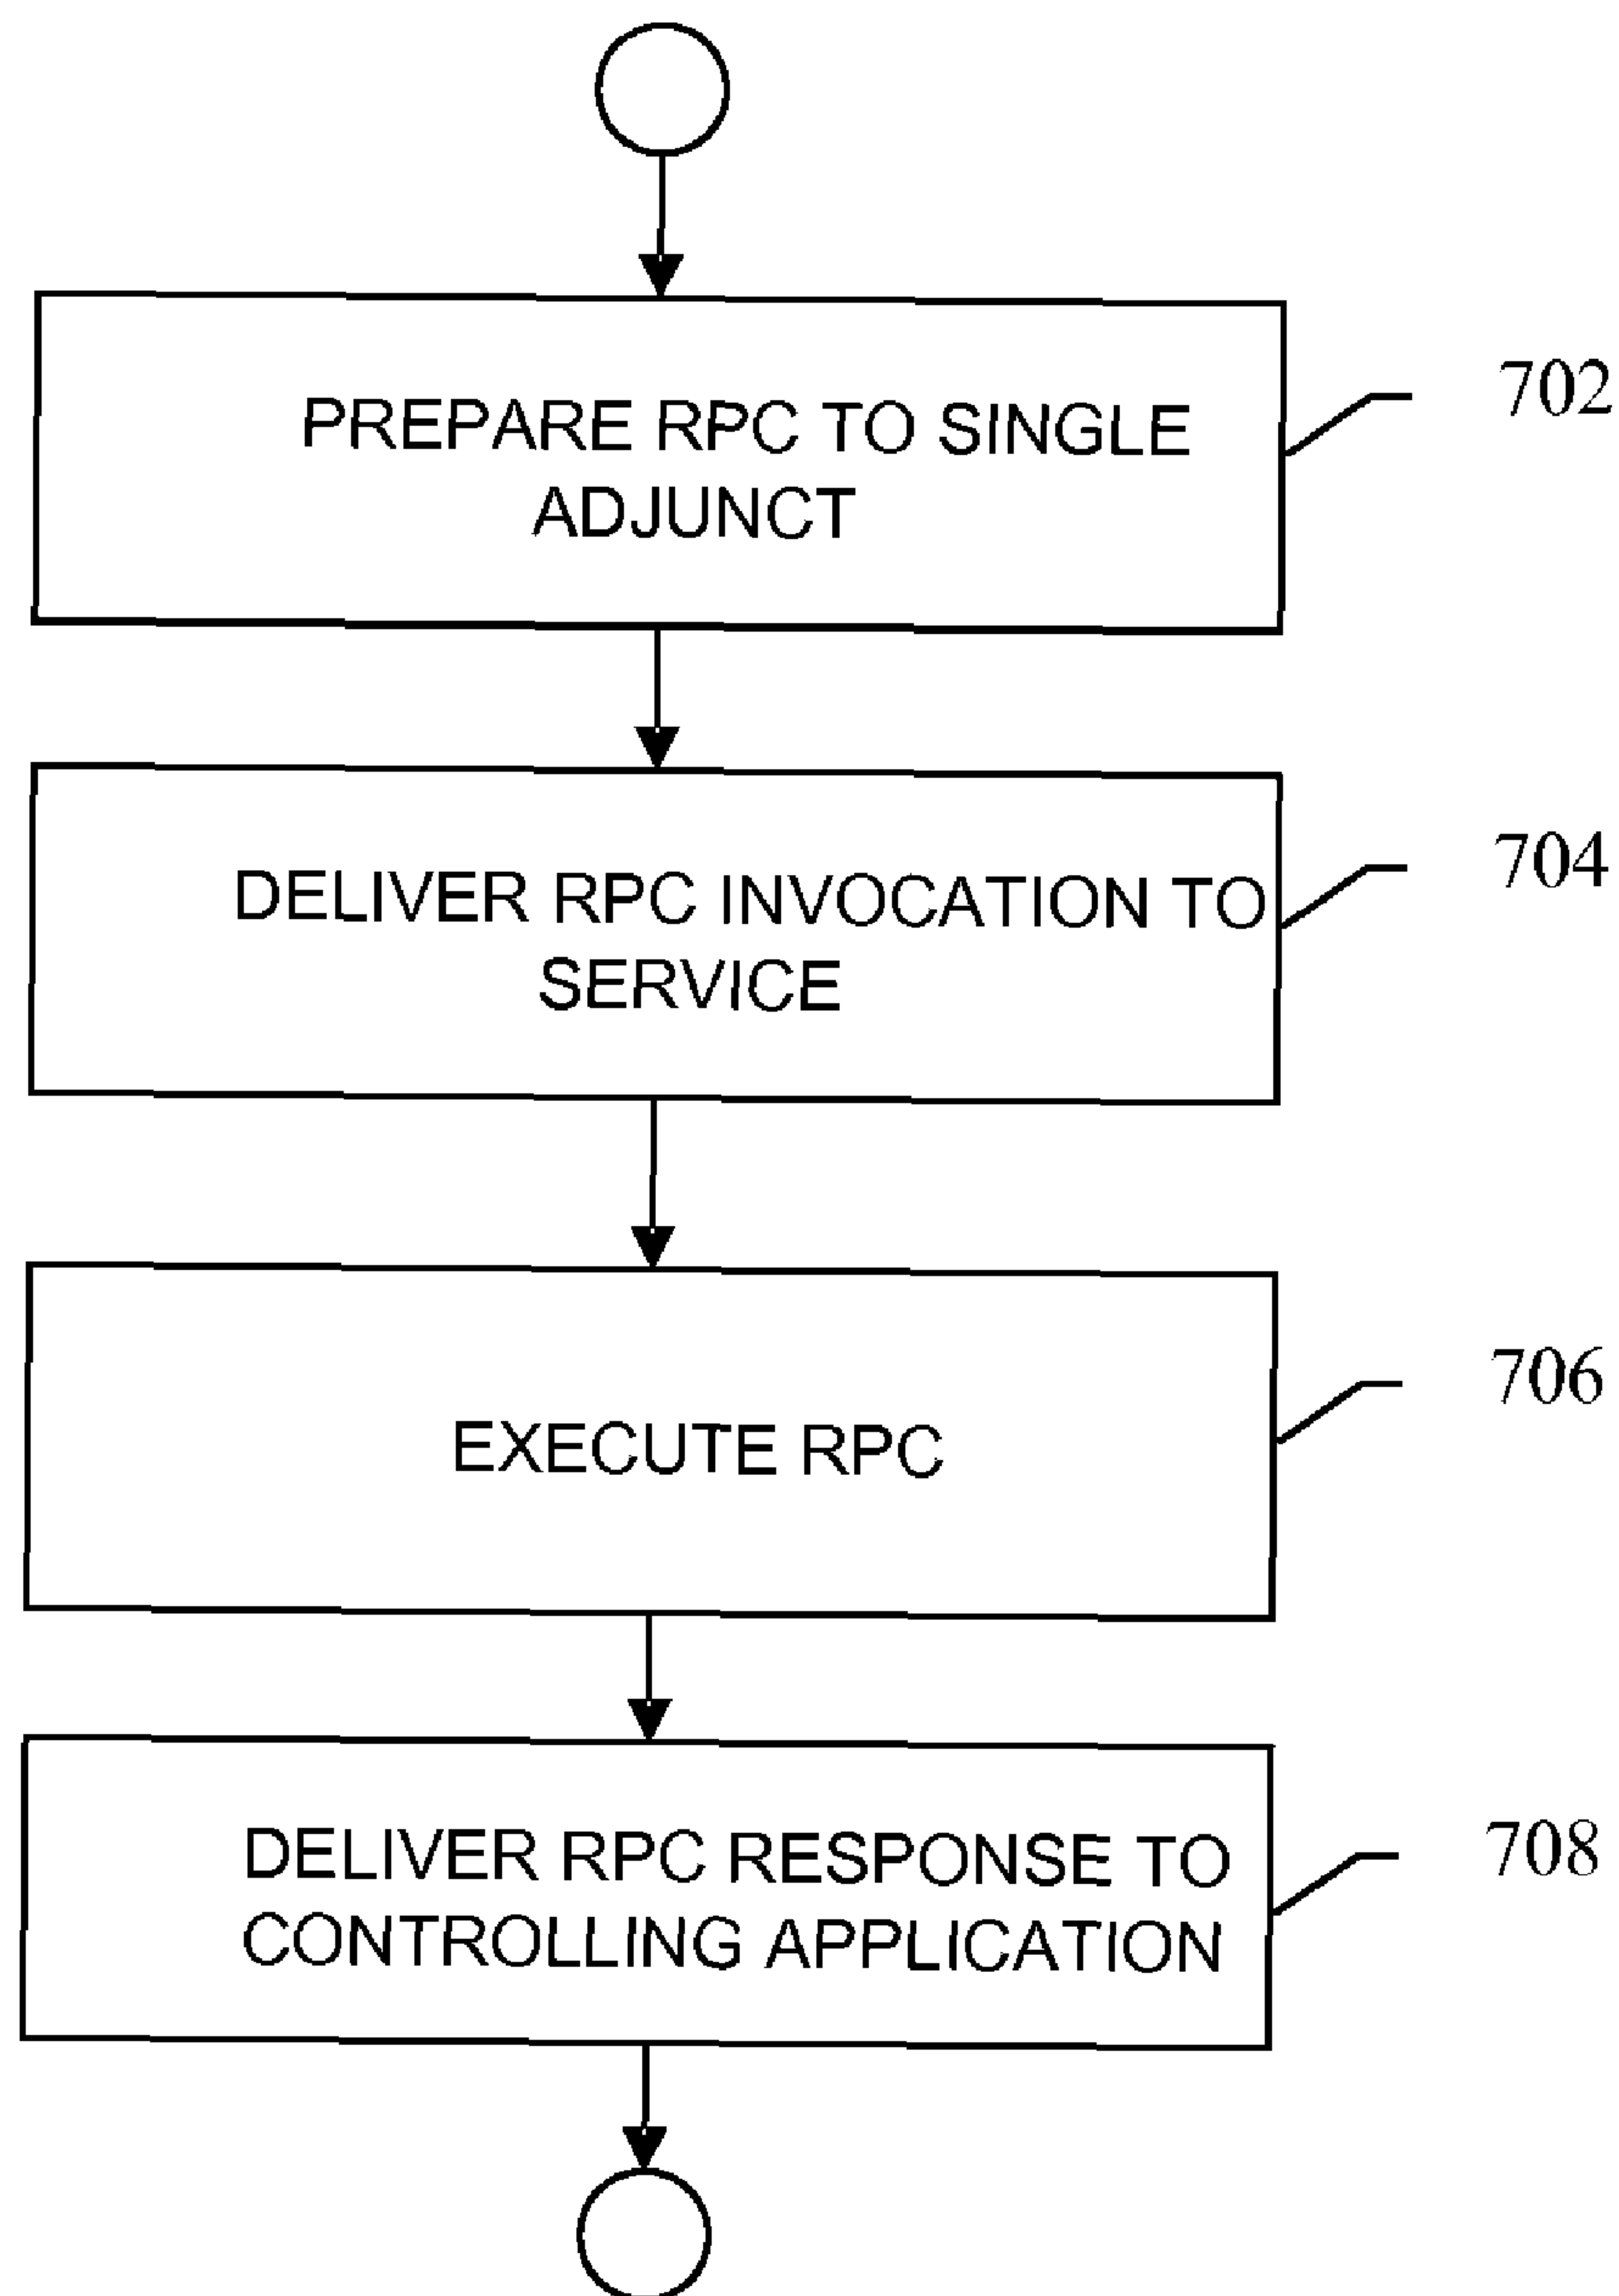 PREPARE RPC TO SINGLE
ADJUNCT
702
DELIVER RPC INVOCATION TO
SERVICE
704
EXECUTE RPC
706
DELIVER RPC RESPONSE TO
CONTROLLING APPLICATION
708